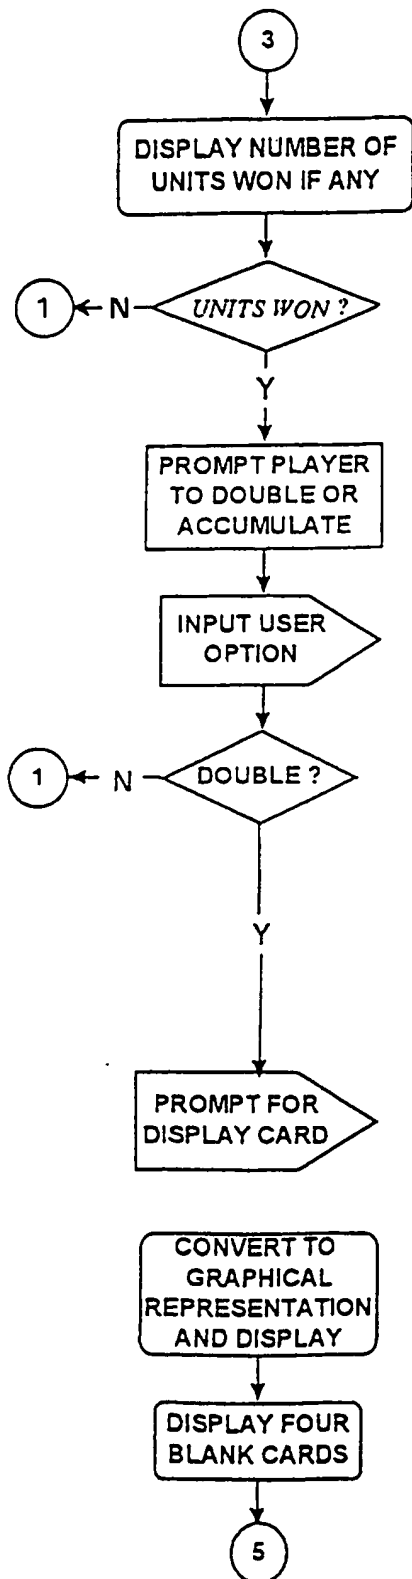 3
DISPLAY NUMBER OF
UNITS WON IF ANY
1
N
UNITS WON ?
Y
PROMPT PLAYER
TO DOUBLE OR
ACCUMULATE
INPUT USER
OPTION
1
N
DOUBLE ?
Y
PROMPT FOR
DISPLAY CARD
CONVERT TO
GRAPHICAL
REPRESENTATION
AND DISPLAY
DISPLAY FOUR
BLANK CARDS
5